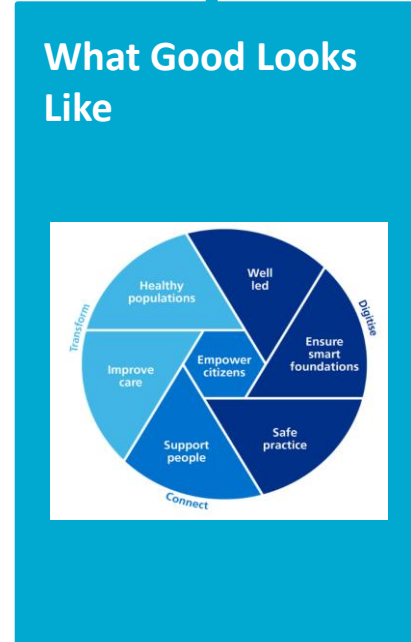 What Good Looks
Like
Well
led
Digitise
Ensure
smart
foundations
Safe
practice
Support
people
Connect
Improve
care
Transform
Healthy
populations
Empower
citizens